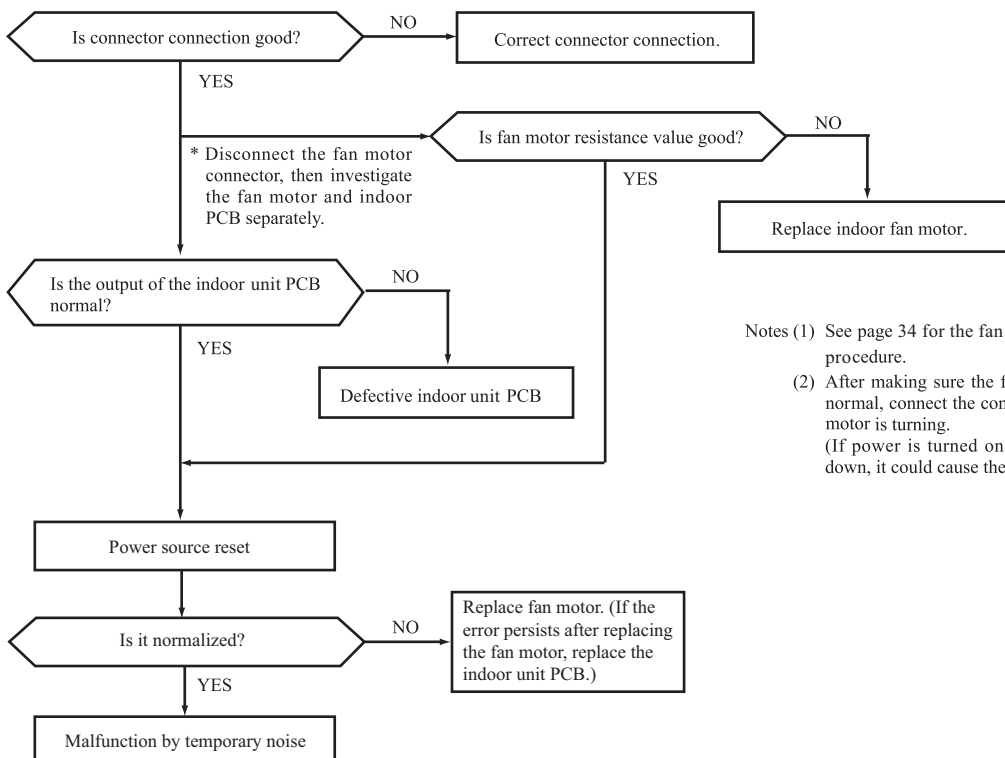 Is connector connection good?
NO
Correct connector connection.
YES
Is fan motor resistance value good?
NO
* Disconnect the fan motor
connector, then investigate
the fan motor and indoor
PCB separately.
YES
Replace indoor fan motor.
Is the output of the indoor unit PCB
normal?
NO
YES
Defective indoor unit PCB
Notes (1) See page 34 for the fan
procedure.
(2) After making sure the
normal, connect the
motor is turning.
(If power is turned on
down, it could cause the
Power source reset
Is it normalized?
NO
Replace fan motor. (If the
error persists after replacing
the fan motor, replace the
indoor unit PCB.)
YES
Malfunction by temporary noise